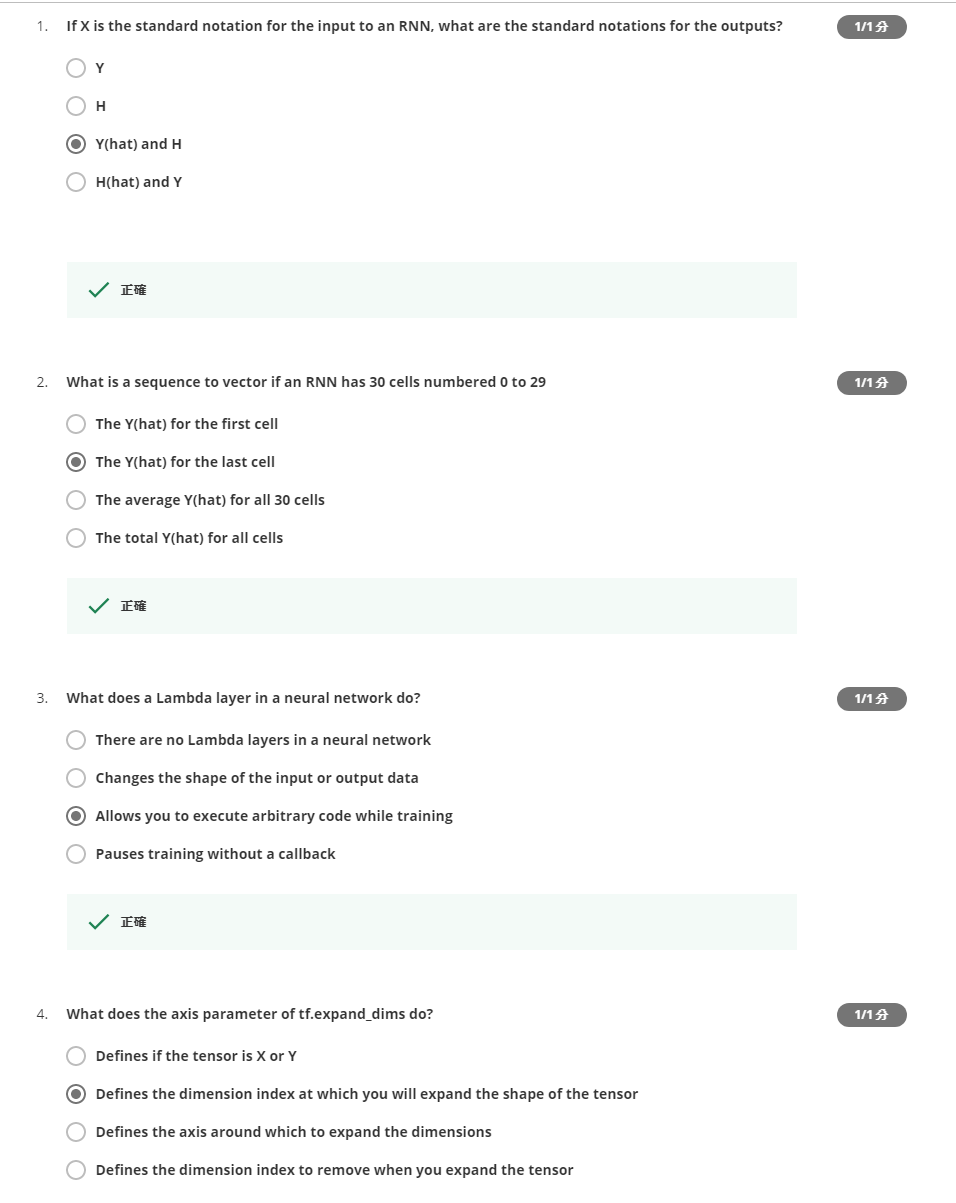 1. If X is the standard notation for the input to an RNN, what are the standard notations for the outputs? 1/1 分
Y
H
Y(hat) and H
H(hat) and Y
正確
2. What is a sequence to vector if an RNN has 30 cells numbered 0 to 29 1/1 分
The Y(hat) for the first cell
The Y(hat) for the last cell
The average Y(hat) for all 30 cells
The total Y(hat) for all cells
正確
3. What does a Lambda layer in a neural network do? 1/1 分
There are no Lambda layers in a neural network
Changes the shape of the input or output data
Allows you to execute arbitrary code while training
Pauses training without a callback
正確
4. What does the axis parameter of tf.expand_dims do? 1/1 分
Defines if the tensor is X or Y
Defines the dimension index at which you will expand the shape of the tensor
Defines the axis around which to expand the dimensions
Defines the dimension index to remove when you expand the tensor